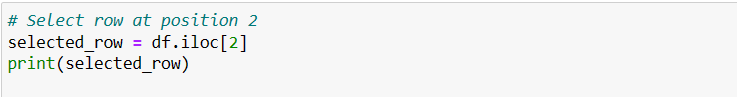 # Select row at position 2
selected_row = df.iloc[2]
print(selected_row)